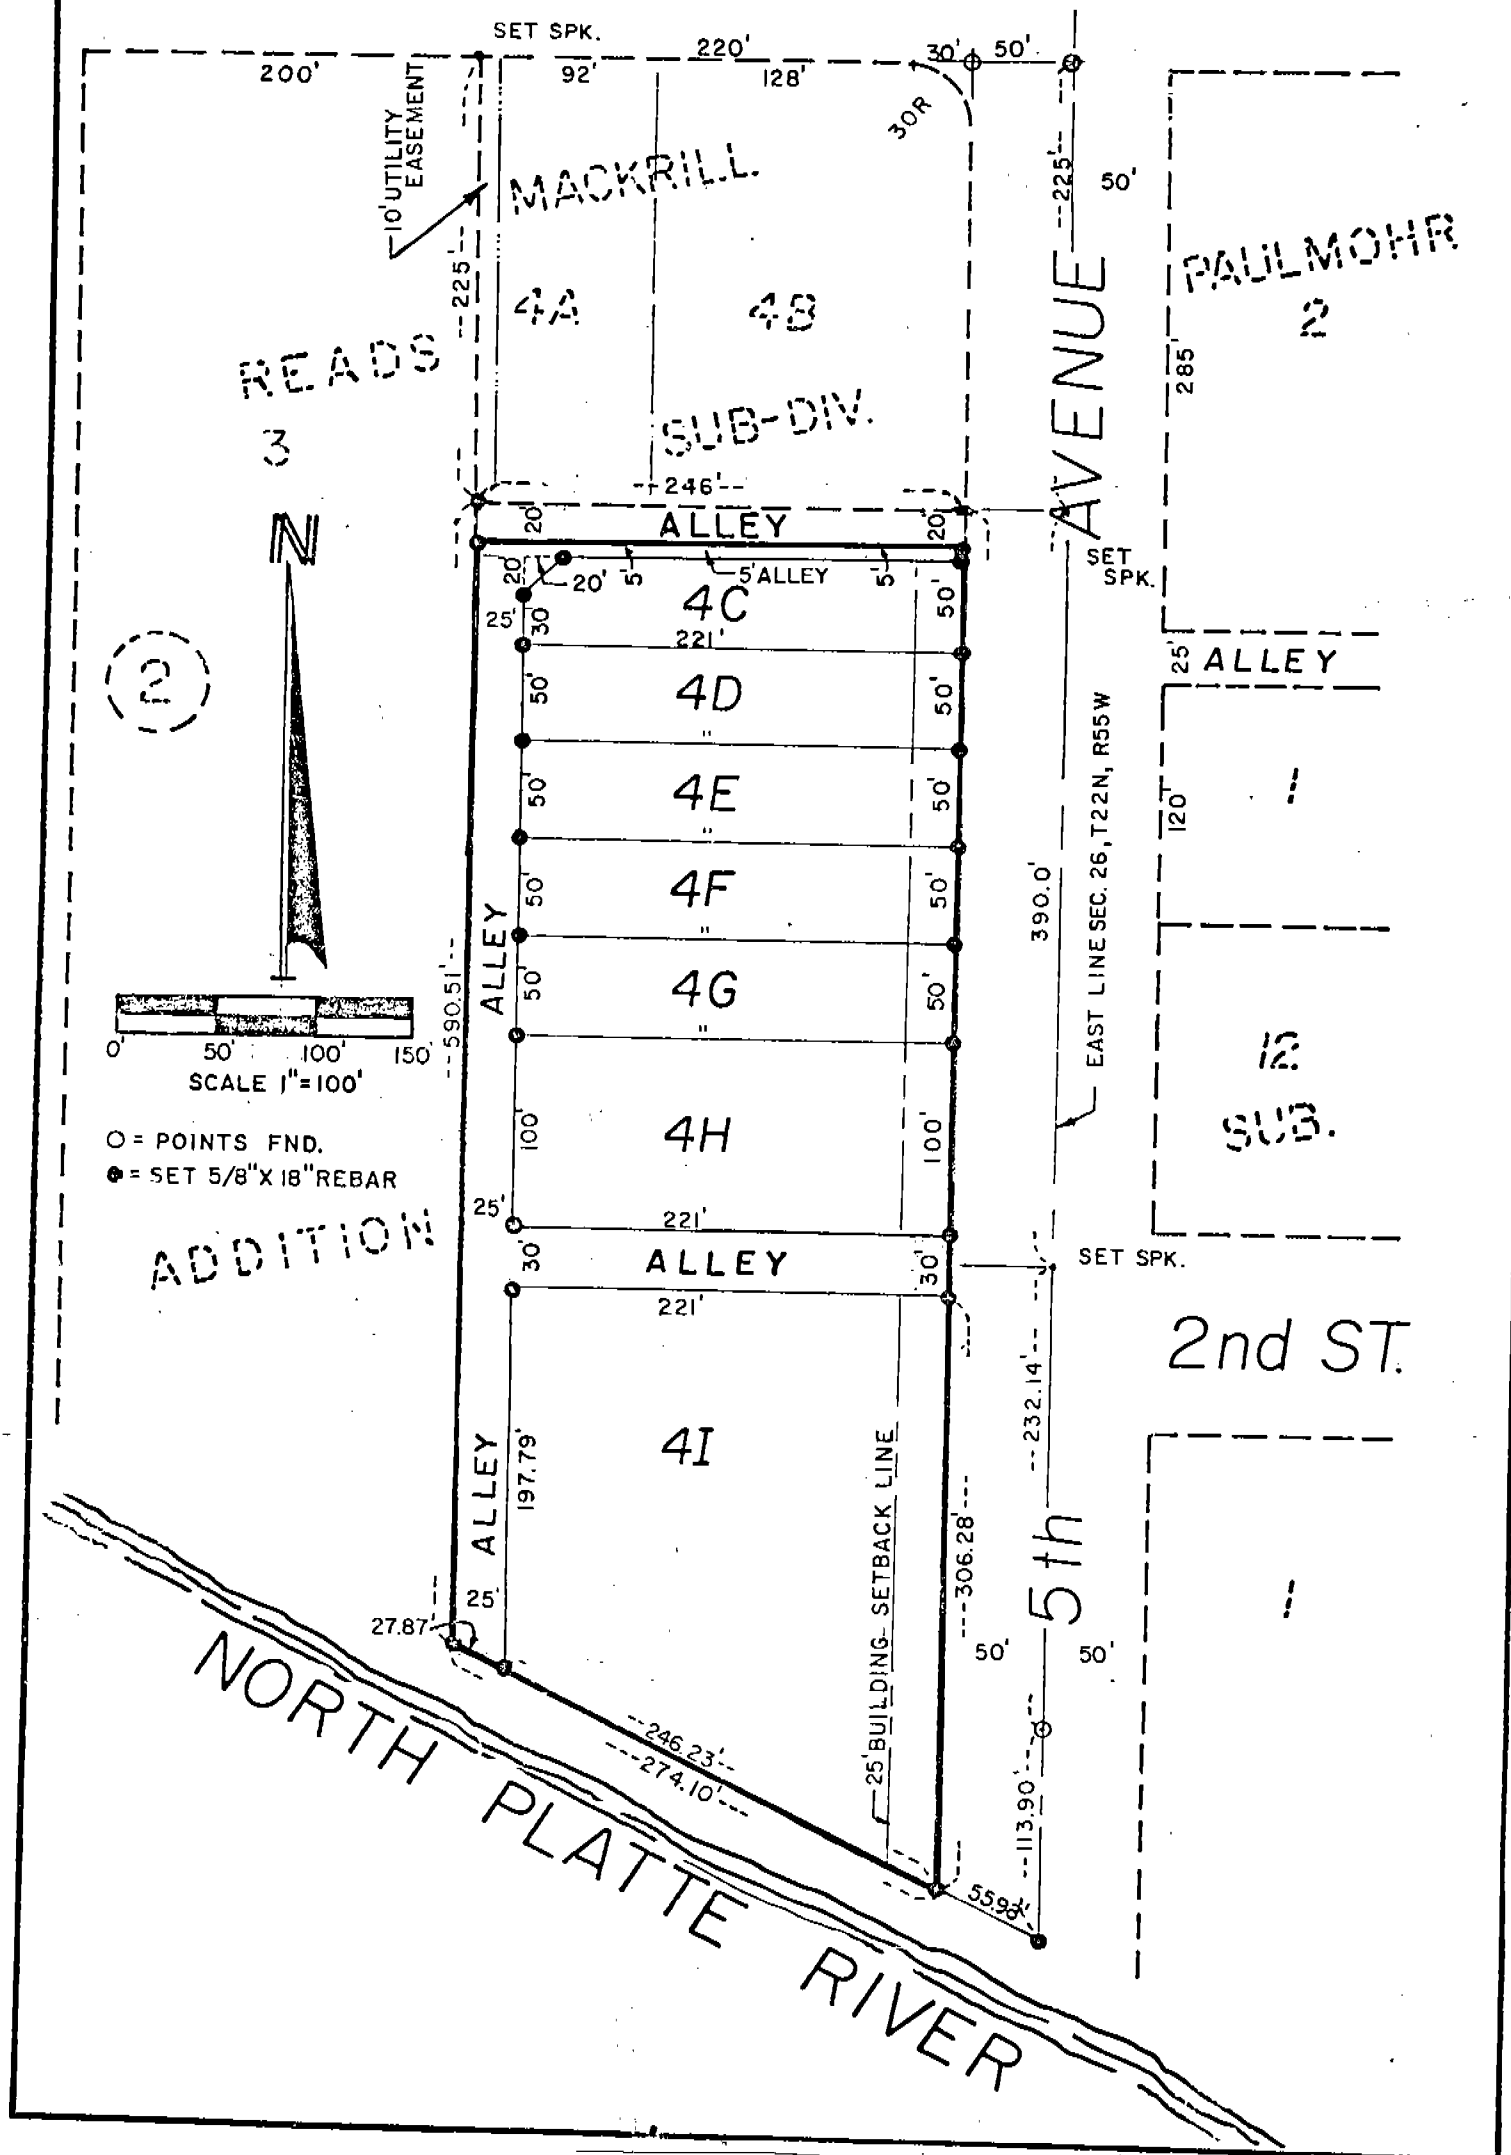 SET SPK.
200'
220'
92'
128'
30'
50'
10' UTILITY
EASEMENT
30R
--225'--
50'
MACKRILL
--225'--
4A
4B
PAULMOHR
2
READS
3
285'
AVENUE
SUB-DIV.
--246'--
N
20'
ALLEY
20'
SET
SPK.
20'
20'
5'
5' ALLEY
5'
25'
30'
4C
50'
221'
25'
ALLEY
2
50'
4D
50'
"
50'
4E
50'
"
1
120'
EAST LINE SEC. 26, T22N, R55W
390.0'
50'
4F
50'
"
ALLEY
--590.51'--
50'
4G
50'
"
0'
50'
100'
150'
SCALE 1"=100'
12
SUB.
O = POINTS FND.
= SET 5/8"X 18" REBAR
100'
4H
100'
25'
221'
ADDITION
30'
ALLEY
30'
SET SPK.
221'
2nd ST.
--232.14'--
ALLEY
197.79'
4I
25' BUILDING SETBACK LINE
--306.28'--
5th
1
25'
27.87'
50'
50'
NORTH PLATTE RIVER
--246.23'--
--274.10'--
--113.90'--